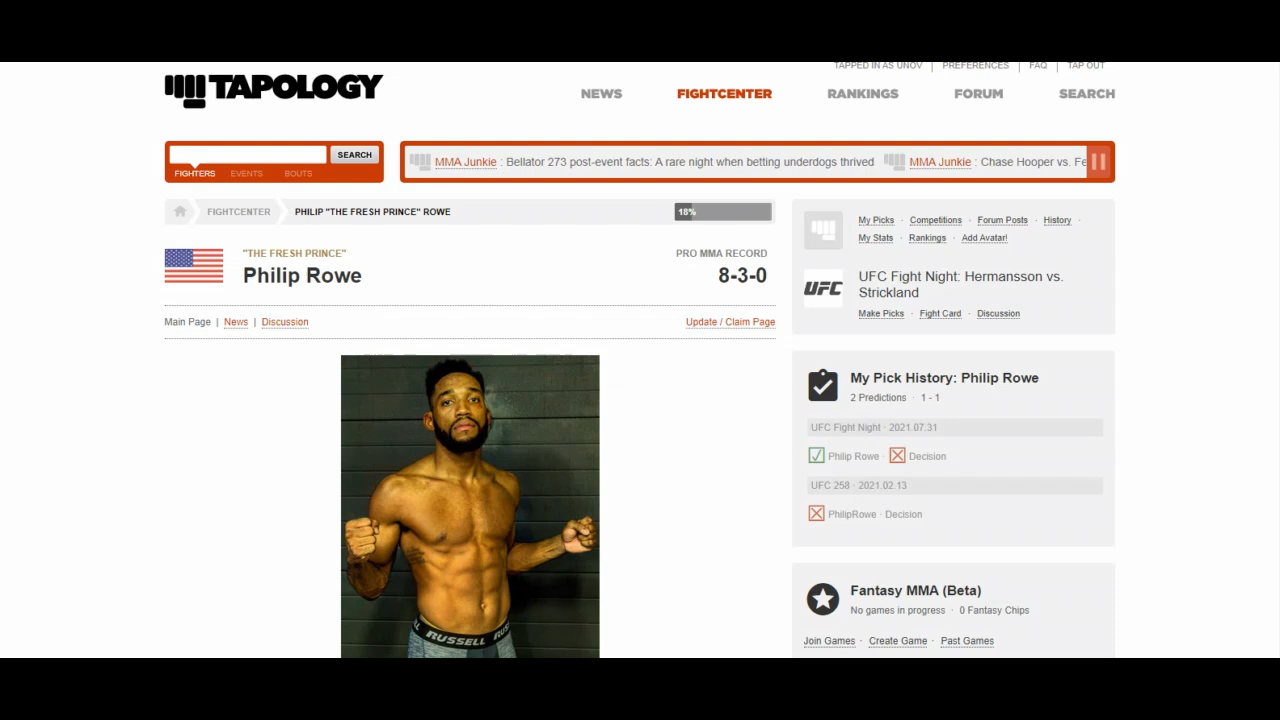 TAPPED IN AS UNOV | PREFERENCES | FAQ | TAP OUT
TAPOLOGY
NEWS FIGHTCENTER RANKINGS FORUM SEARCH
SEARCH
FIGHTERS EVENTS BOUTS
MMA Junkie : Bellator 273 post-event facts: A rare night when betting underdogs thrived MMA Junkie : Chase Hooper vs. Fe
FIGHTCENTER PHILIP "THE FRESH PRINCE" ROWE 18%
"THE FRESH PRINCE" PRO MMA RECORD
Philip Rowe 8-3-0
Main Page | News | Discussion Update / Claim Page
RUSSELL
My Picks · Competitions · Forum Posts · History ·
My Stats · Rankings · Add Avatar!
UFC
UFC Fight Night: Hermansson vs.
Strickland
Make Picks · Fight Card · Discussion
My Pick History: Philip Rowe
2 Predictions · 1 - 1
UFC Fight Night · 2021.07.31
Philip Rowe · Decision
UFC 258 · 2021.02.13
PhilipRowe · Decision
Fantasy MMA (Beta)
No games in progress · 0 Fantasy Chips
Join Games · Create Game · Past Games